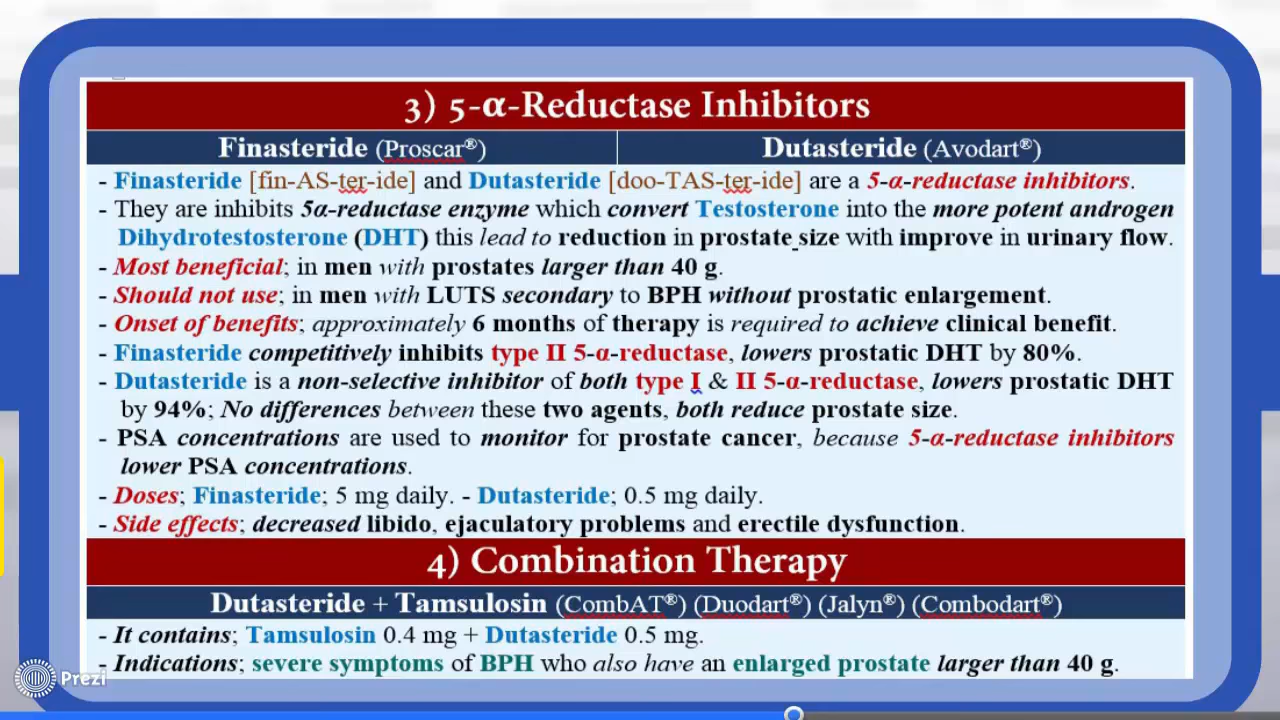 3) 5-α-Reductase Inhibitors
Finasteride (Proscar®) Dutasteride (Avodart®)
- Finasteride [fin-AS-ter-ide] and Dutasteride [doo-TAS-ter-ide] are a 5-α-reductase inhibitors.
- They are inhibits 5α-reductase enzyme which convert Testosterone into the more potent androgen
Dihydrotestosterone (DHT) this lead to reduction in prostate size with improve in urinary flow.
- Most beneficial; in men with prostates larger than 40 g.
- Should not use; in men with LUTS secondary to BPH without prostatic enlargement.
- Onset of benefits; approximately 6 months of therapy is required to achieve clinical benefit.
- Finasteride competitively inhibits type II 5-α-reductase, lowers prostatic DHT by 80%.
- Dutasteride is a non-selective inhibitor of both type I & II 5-α-reductase, lowers prostatic DHT
by 94%; No differences between these two agents, both reduce prostate size.
- PSA concentrations are used to monitor for prostate cancer, because 5-α-reductase inhibitors
lower PSA concentrations.
- Doses; Finasteride; 5 mg daily. - Dutasteride; 0.5 mg daily.
- Side effects; decreased libido, ejaculatory problems and erectile dysfunction.
4) Combination Therapy
Dutasteride + Tamsulosin (CombAT®) (Duodart®) (Jalyn®) (Combodart®)
- It contains; Tamsulosin 0.4 mg + Dutasteride 0.5 mg.
- Indications; severe symptoms of BPH who also have an enlarged prostate larger than 40 g.
Prezi